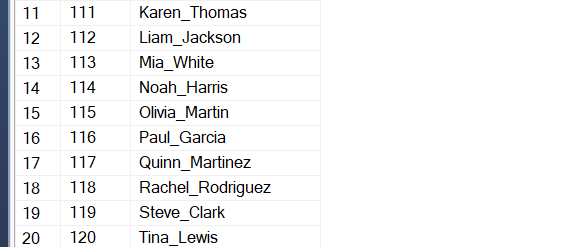 11 111 Karen_Thomas
12 112 Liam_Jackson
13 113 Mia_White
14 114 Noah_Harris
15 115 Olivia_Martin
16 116 Paul_Garcia
17 117 Quinn_Martinez
18 118 Rachel_Rodriguez
19 119 Steve_Clark
20 120 Tina_Lewis